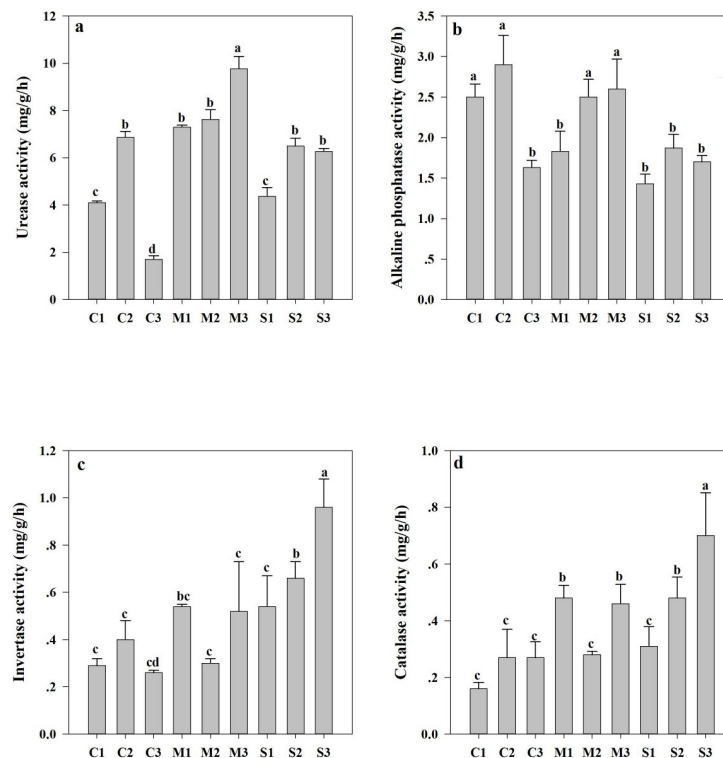 a
Urease activity (mg/g/h)
12
10
8
6
4
2
0
c
b
d
b
b
a
c
b
b
C1 C2 C3 M1 M2 M3 S1 S2 S3
b
Alkaline phosphatase activity (mg/g/h)
3.5
3.0
2.5
2.0
1.5
1.0
.5
0.0
a
a
b
b
a
a
b
b
b
C1 C2 C3 M1 M2 M3 S1 S2 S3
c
Invertase activity (mg/g/h)
1.2
1.0
.8
.6
.4
.2
0.0
c
c
cd
bc
c
c
c
b
a
C1 C2 C3 M1 M2 M3 S1 S2 S3
d
Catalase activity (mg/g/h)
1.0
.8
.6
.4
.2
0.0
c
c
c
b
c
b
c
b
a
C1 C2 C3 M1 M2 M3 S1 S2 S3